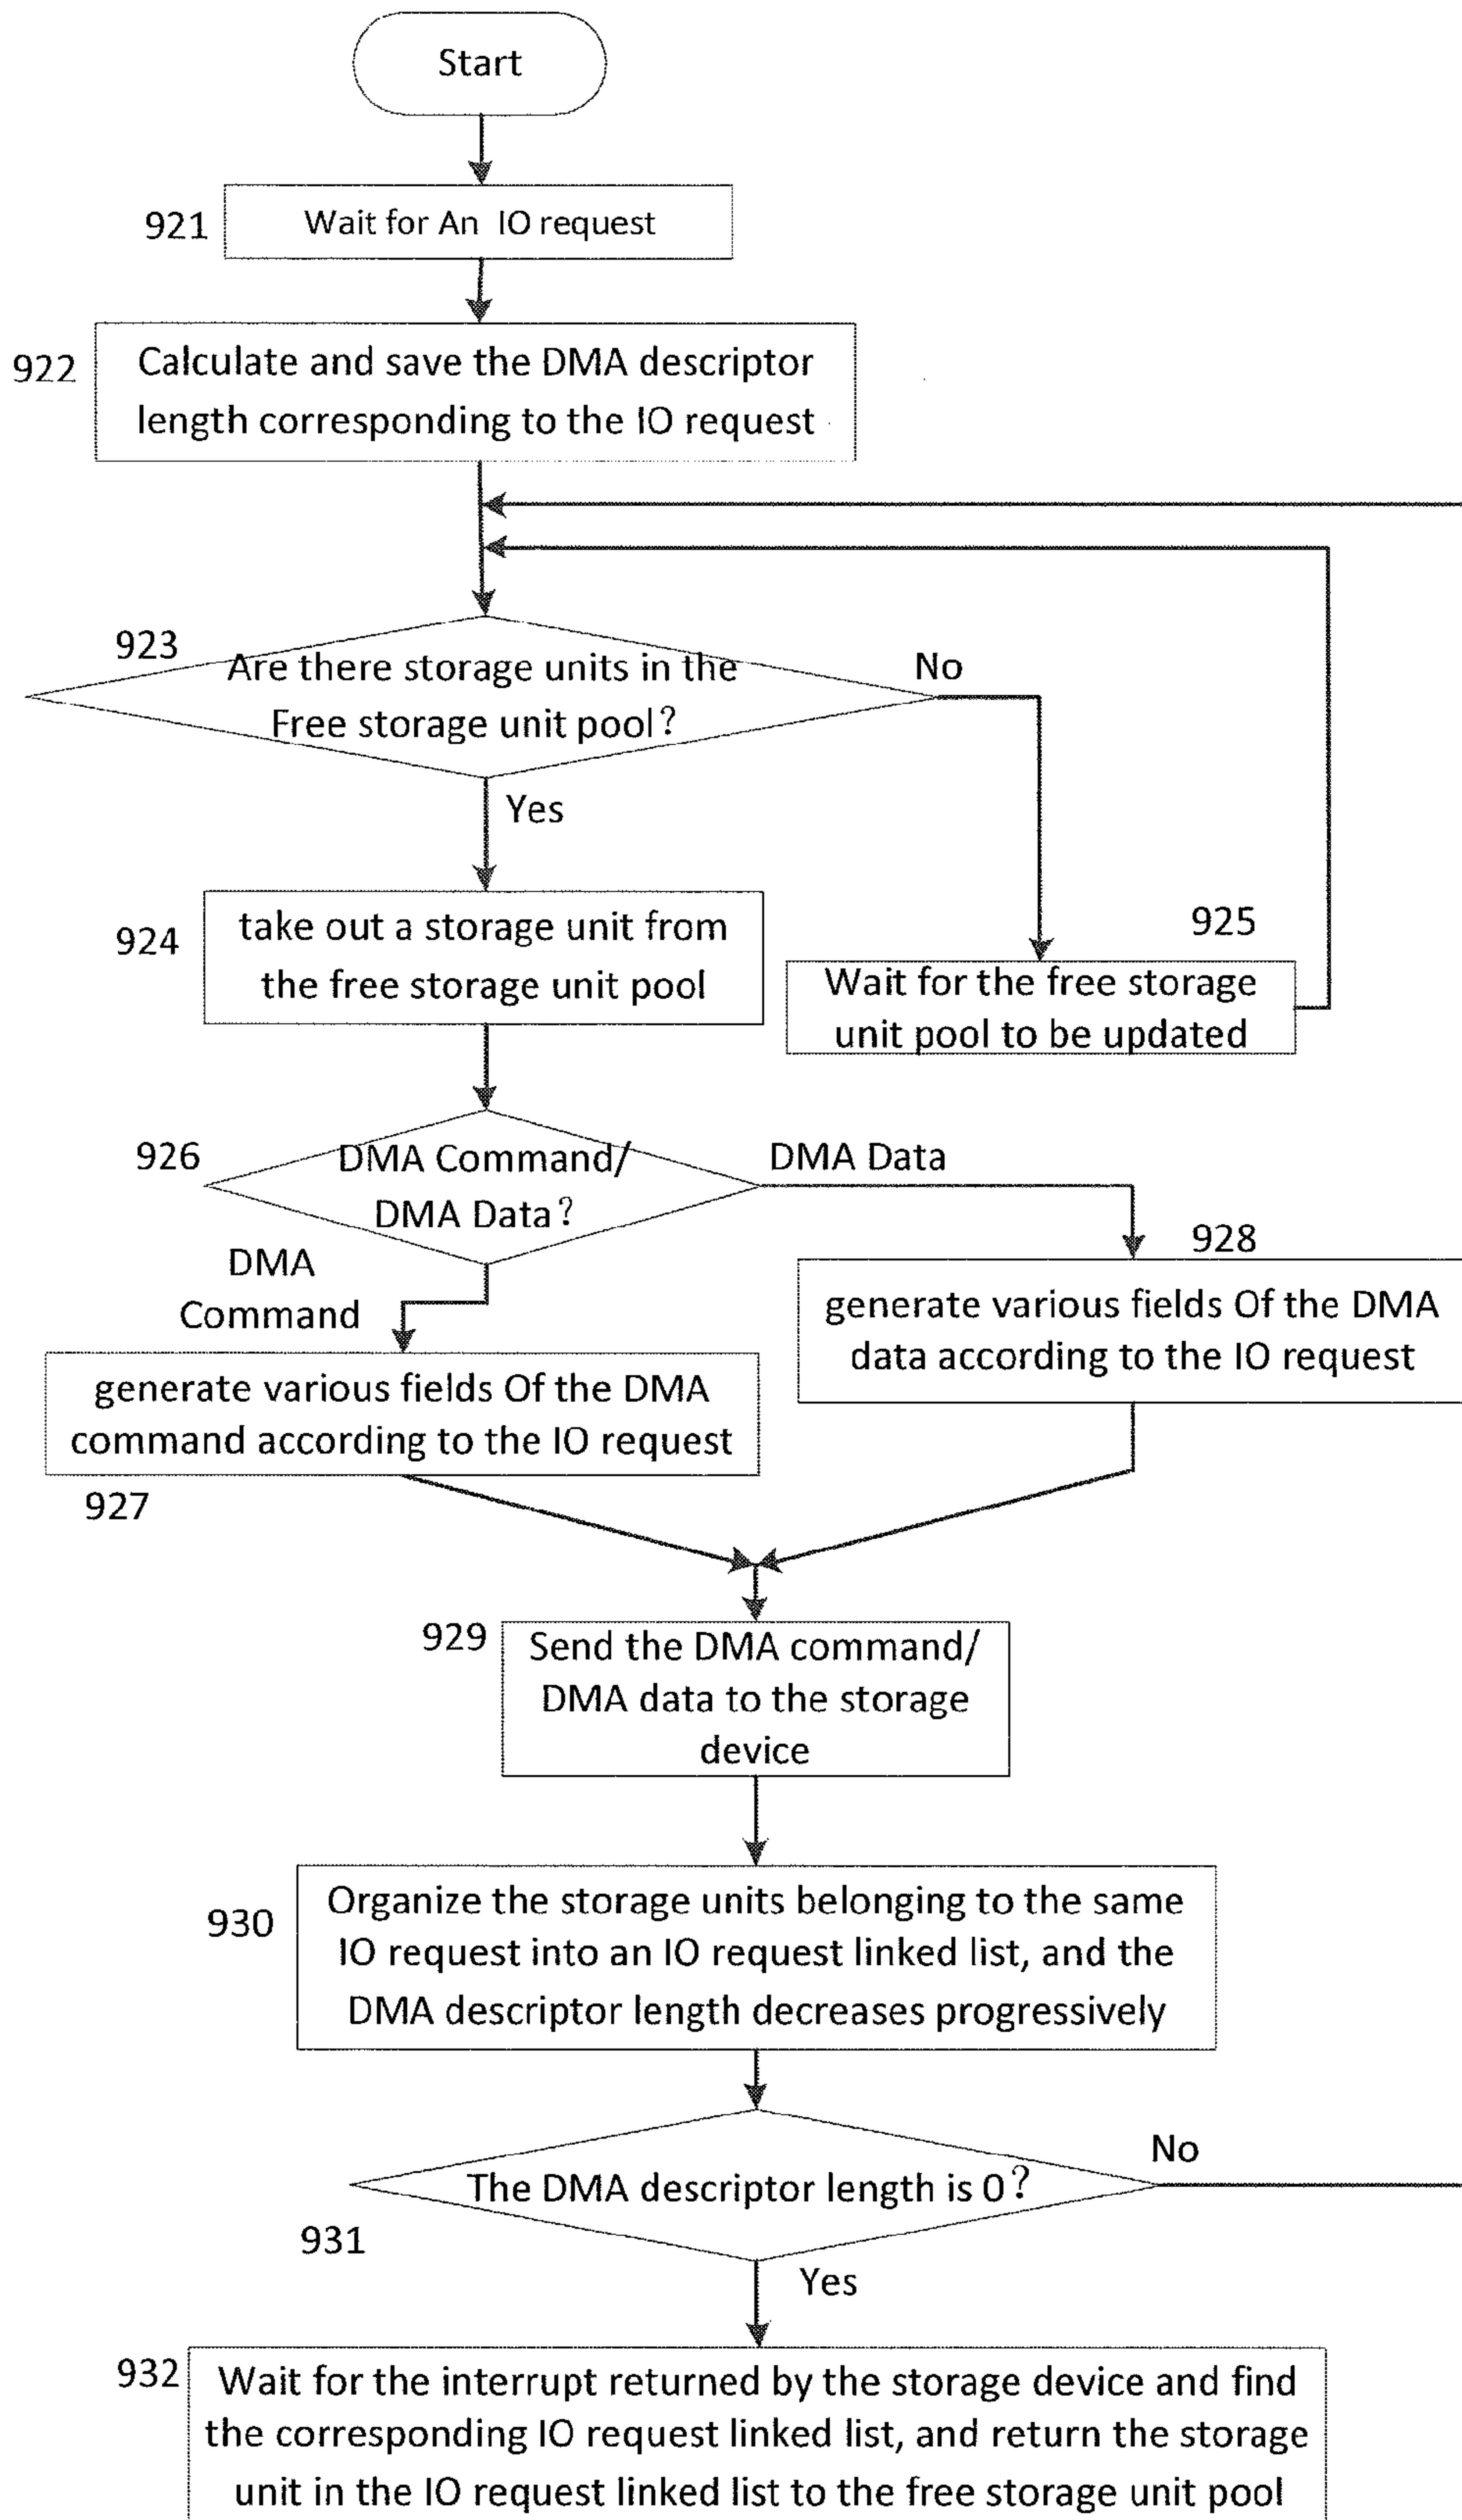 Start
921
Wait for An IO request
922
Calculate and save the DMA descriptor
length corresponding to the IO request
923
Are there storage units in the
Free storage unit pool?
No
Yes
924
take out a storage unit from
the free storage unit pool
925
Wait for the free storage
unit pool to be updated
926
DMA Command/
DMA Data?
DMA Data
DMA
Command
928
generate various fields Of the DMA
data according to the IO request
generate various fields Of the DMA
command according to the IO request
927
929
Send the DMA command/
DMA data to the storage
device
930
Organize the storage units belonging to the same
IO request into an IO request linked list, and the
DMA descriptor length decreases progressively
No
The DMA descriptor length is 0?
931
Yes
932
Wait for the interrupt returned by the storage device and find
the corresponding IO request linked list, and return the storage
unit in the IO request linked list to the free storage unit pool